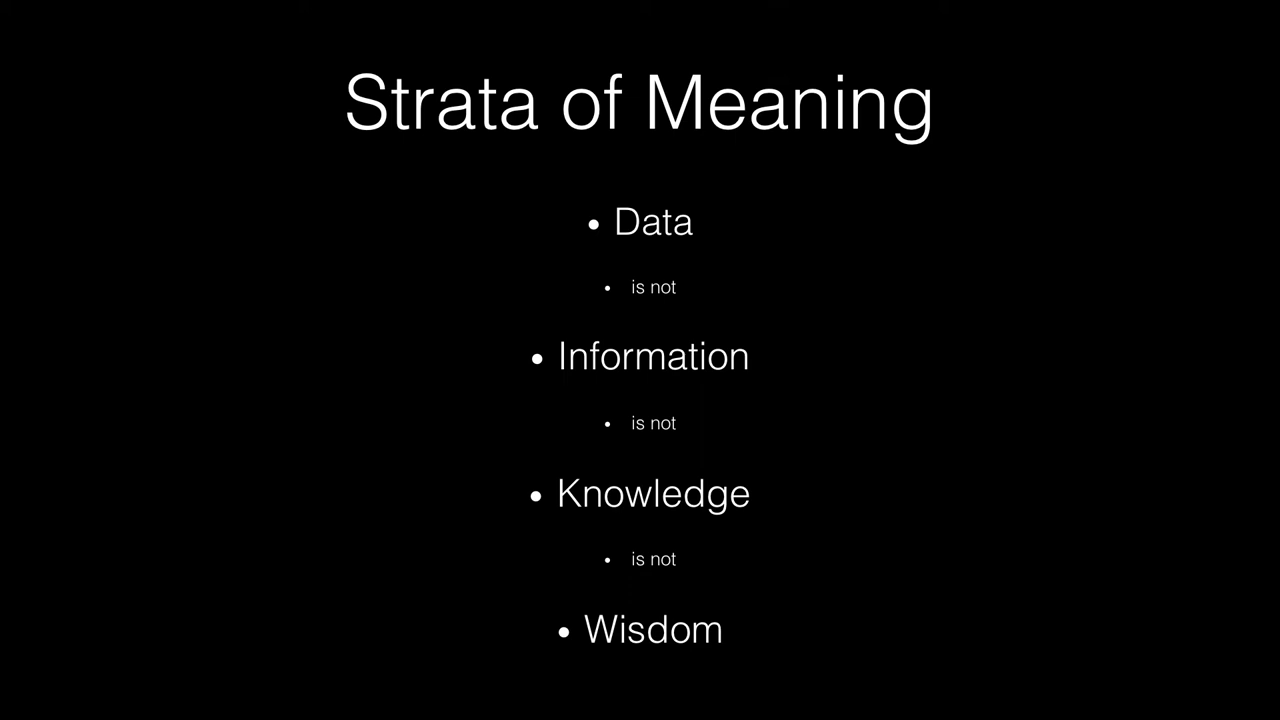 Strata of Meaning
• Data
• is not
• Information
• is not
• Knowledge
• is not
• Wisdom